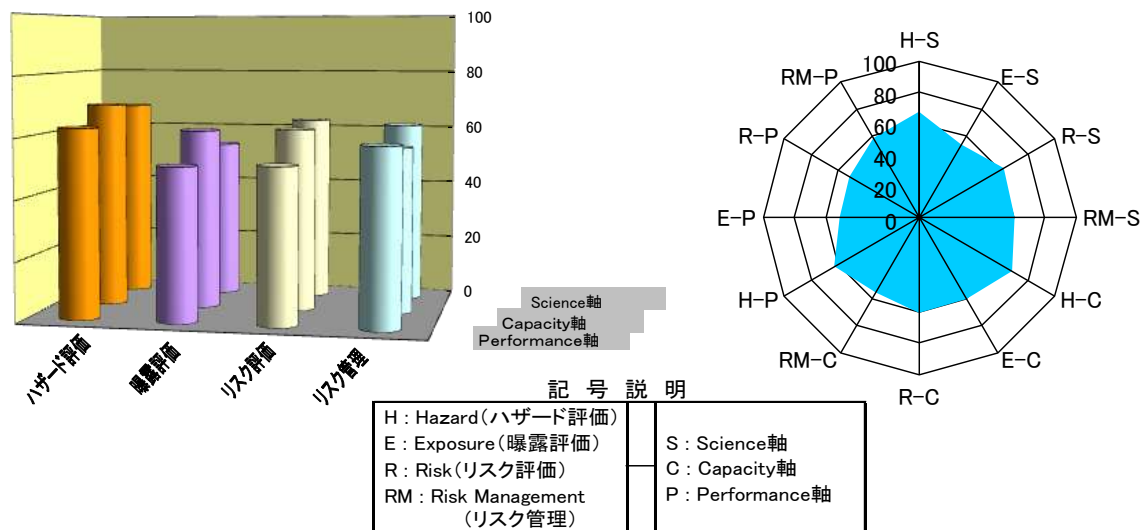 100
80
60
40
20
0
Science軸
Capacity軸
Performance軸
ハザード評価
曝露評価
リスク評価
リスク管理
H-S
E-S
R-S
RM-S
H-C
E-C
R-C
RM-C
H-P
E-P
R-P
RM-P
100
80
60
40
20
0
記 号 説 明
H : Hazard(ハザード評価)
E : Exposure(曝露評価)
R : Risk(リスク評価)
RM : Risk Management
(リスク管理)
S : Science軸
C : Capacity軸
P : Performance軸